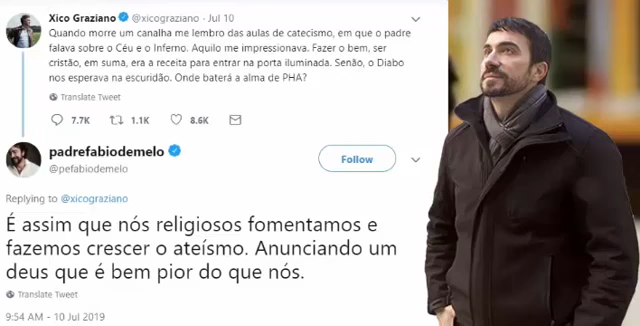 Xico Graziano @xicograziano · Jul 10
Quando morre um canalha me lembro das aulas de catecismo, em que o padre
falava sobre o Céu e o Inferno. Aquilo me impressionava. Fazer o bem, ser
cristão, em suma, era a receita para entrar na porta iluminada. Senão, o Diabo
nos esperava na escuridão. Onde baterá a alma de PHA?
Translate Tweet
7.7K 1.1K 8.6K
padrefabiodemelo
@pefabiodemelo
Follow
Replying to @xicograziano
É assim que nós religiosos fomentamos e
fazemos crescer o ateísmo. Anunciando um
deus que é bem pior do que nós.
Translate Tweet
9:54 AM - 10 Jul 2019